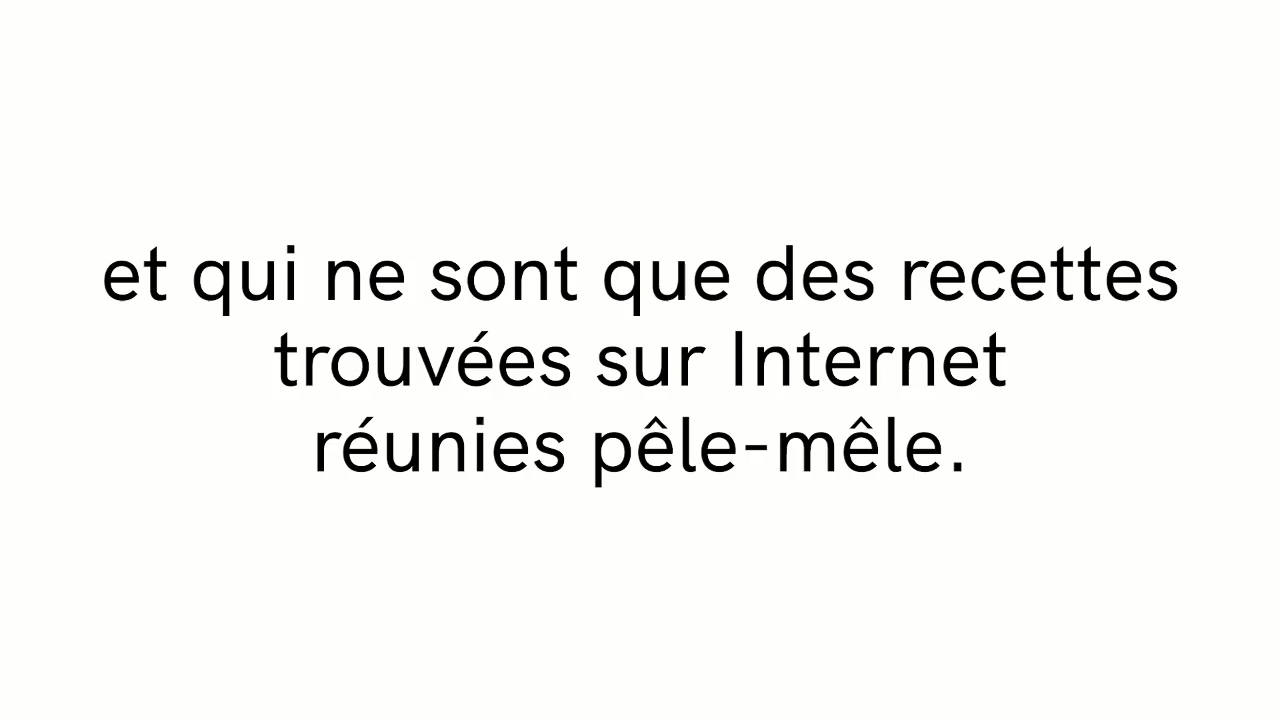 et qui ne sont que des recettes
trouvées sur Internet
réunies pêle-mêle.